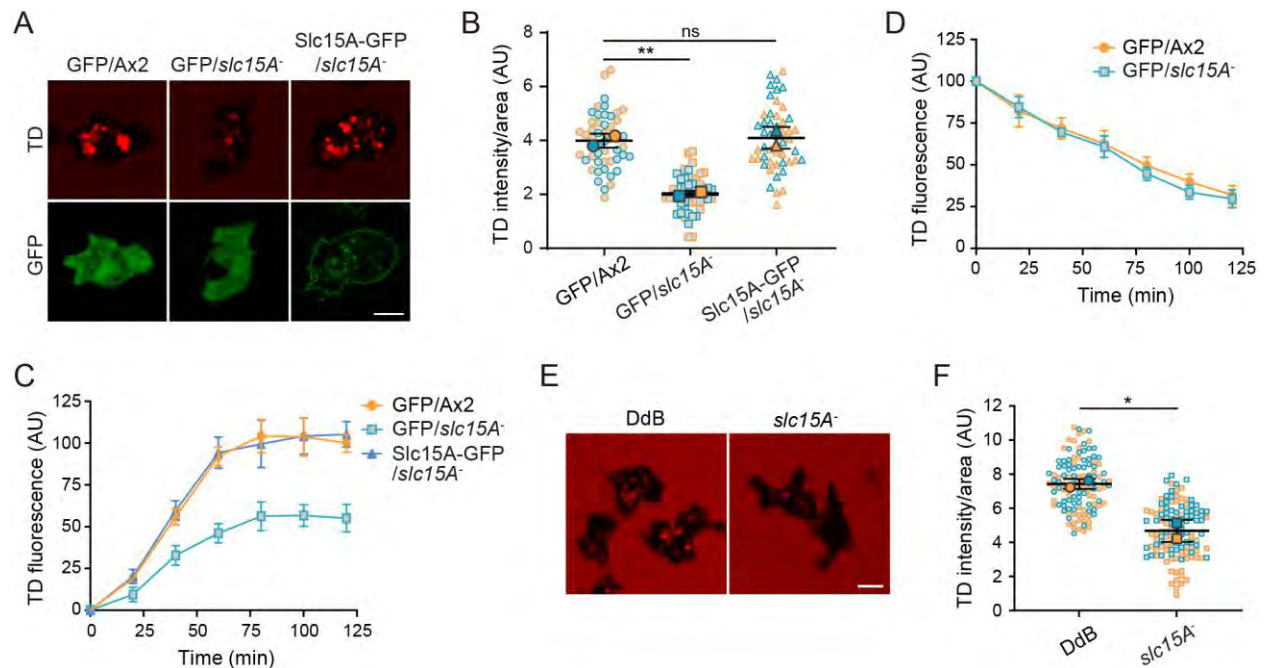 A
GFP/Ax2
GFP/slc15A-
Slc15A-GFP
/slc15A-
TD
GFP
B
TD intensity/area (AU)
8
6
4
2
0
ns
**
GFP/Ax2
GFP/slc15A-
Slc15A-GFP
/slc15A-
D
TD fluorescence (AU)
125
100
75
50
25
0
GFP/Ax2
GFP/slc15A-
0 25 50 75 100 125
Time (min)
C
TD fluorescence (AU)
125
100
75
50
25
0
GFP/Ax2
GFP/slc15A-
Slc15A-GFP
/slc15A-
0 25 50 75 100 125
Time (min)
E
DdB
slc15A-
F
TD intensity/area (AU)
12
10
8
6
4
2
0
*
DdB
slc15A-